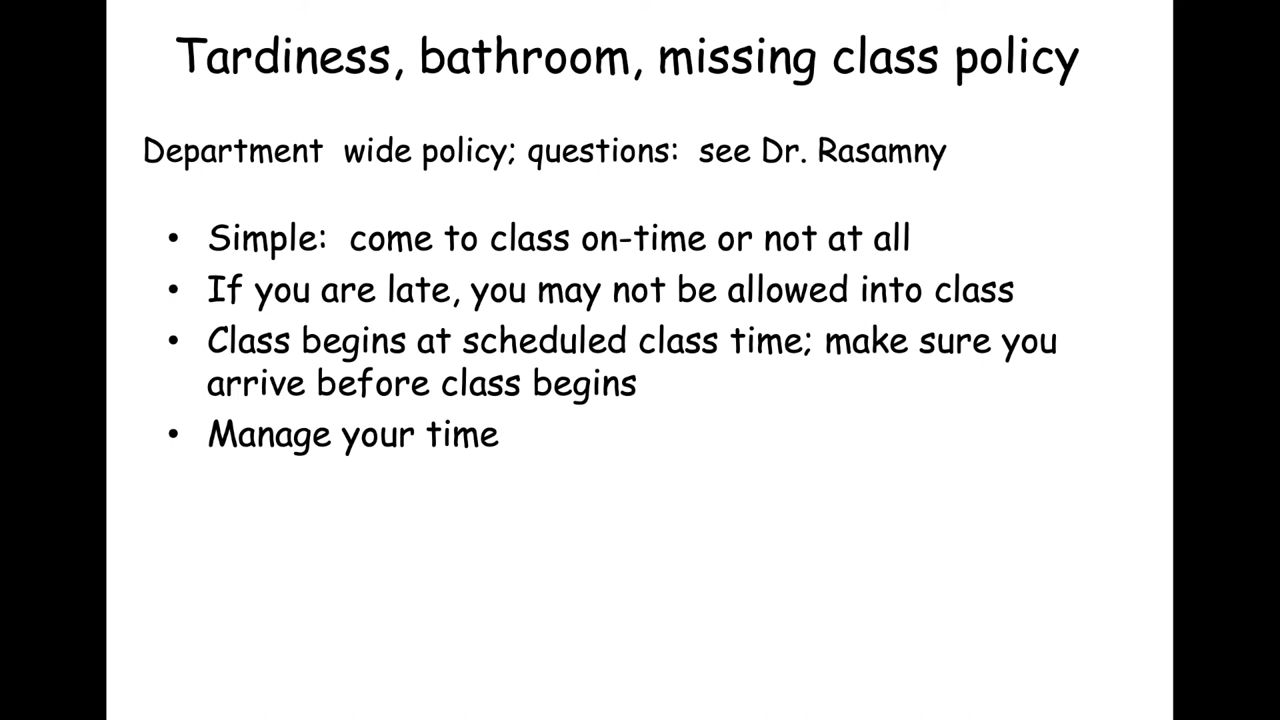 Tardiness, bathroom, missing class policy
Department wide policy; questions: see Dr. Rasamny
• Simple: come to class on-time or not at all
• If you are late, you may not be allowed into class
• Class begins at scheduled class time; make sure you
arrive before class begins
• Manage your time